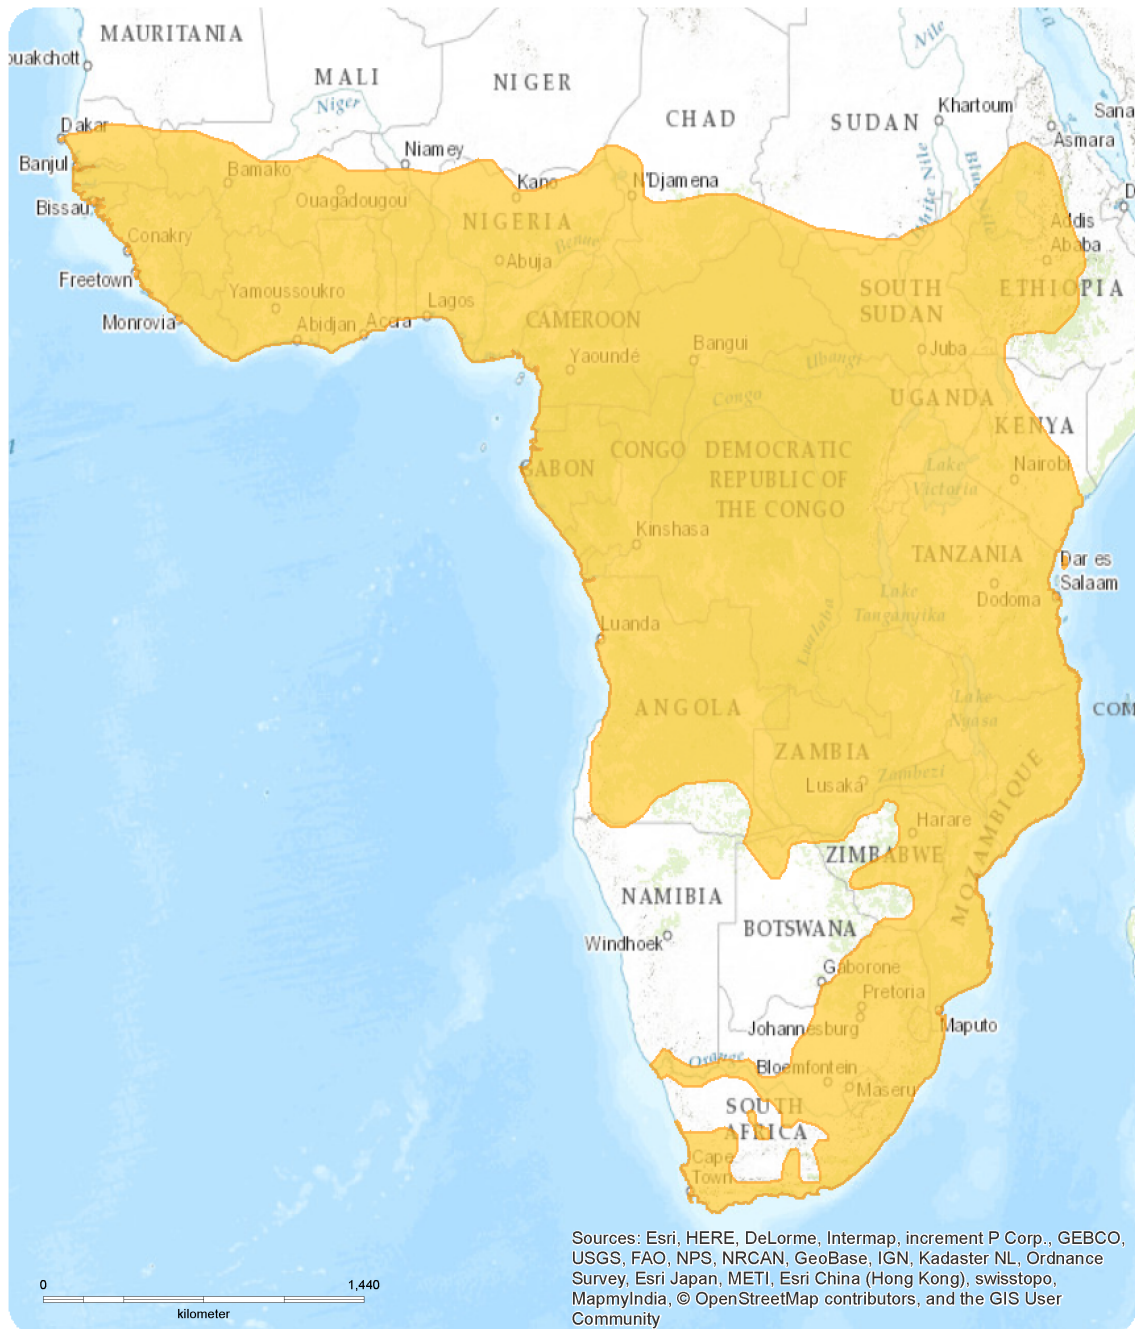 MAURITANIA
ouakchott
MALI
Niger
NIGER
CHAD
SUDAN
Nile
Khartoum
Sana
Asmara
Dakar
Banjul
Bissau
Bamako
Ouagadougou
Niamey
Kano
N'Djamena
White Nile
Blue Nile
D
Addis
Ababa
NIGERIA
Benue
Abuja
Conakry
Freetown
Monrovia
Yamoussoukro
Abidjan
Accra
Lagos
CAMEROON
Yaoundé
Bangui
Ubangi
SOUTH
SUDAN
ETHIOPIA
Juba
Congo
UGANDA
KENYA
GABON
CONGO
DEMOCRATIC
REPUBLIC OF
THE CONGO
Lake
Victoria
Nairobi
Kinshasa
TANZANIA
Dar es
Salaam
Dodoma
Lake
Tanganyika
Lualaba
Luanda
ANGOLA
Lake
Nyasa
COM
ZAMBIA
Lusaka
Zambezi
Harare
ZIMBABWE
MOZAMBIQUE
NAMIBIA
Windhoek
BOTSWANA
Gaborone
Pretoria
Johannesburg
Maputo
Orange
Bloemfontein
Maseru
SOUTH
AFRICA
Cape
Town
Sources: Esri, HERE, DeLorme, Intermap, increment P Corp., GEBCO,
USGS, FAO, NPS, NRCAN, GeoBase, IGN, Kadaster NL, Ordnance
Survey, Esri Japan, METI, Esri China (Hong Kong), swisstopo,
MapmyIndia, © OpenStreetMap contributors, and the GIS User
Community
0 1,440
kilometer